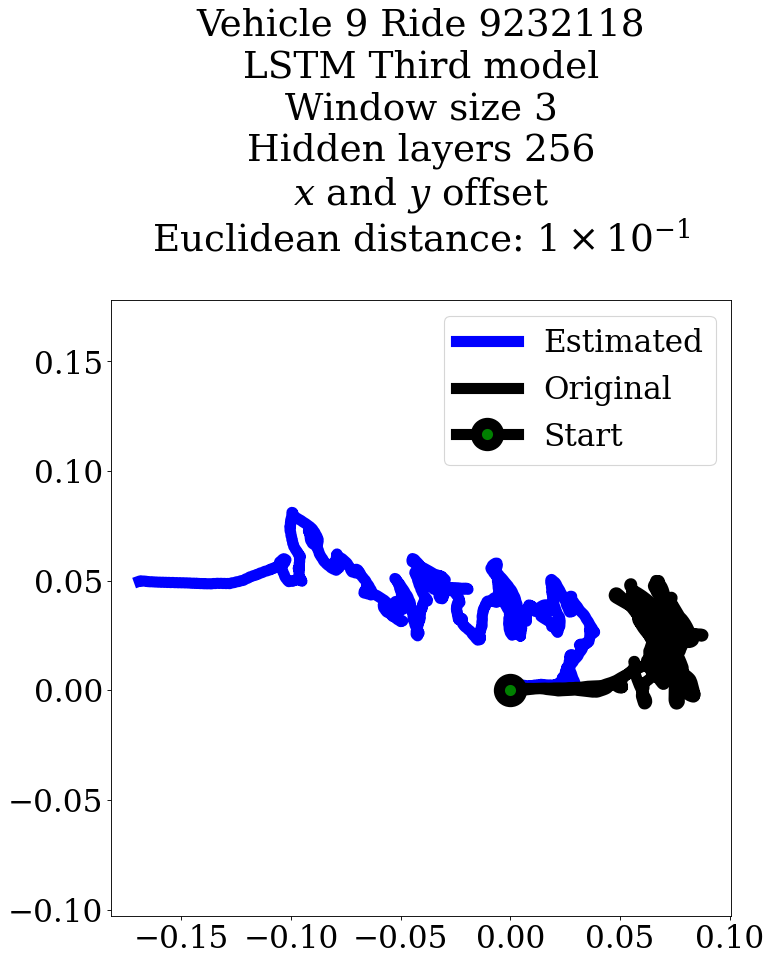 Vehicle 9 Ride 9232118
LSTM Third model
Window size 3
Hidden layers 256
x and y offset
Euclidean distance: 1 × 10⁻¹
Estimated
Original
Start
0.15
0.10
0.05
0.00
−0.05
−0.10
−0.15 −0.10 −0.05 0.00 0.05 0.10